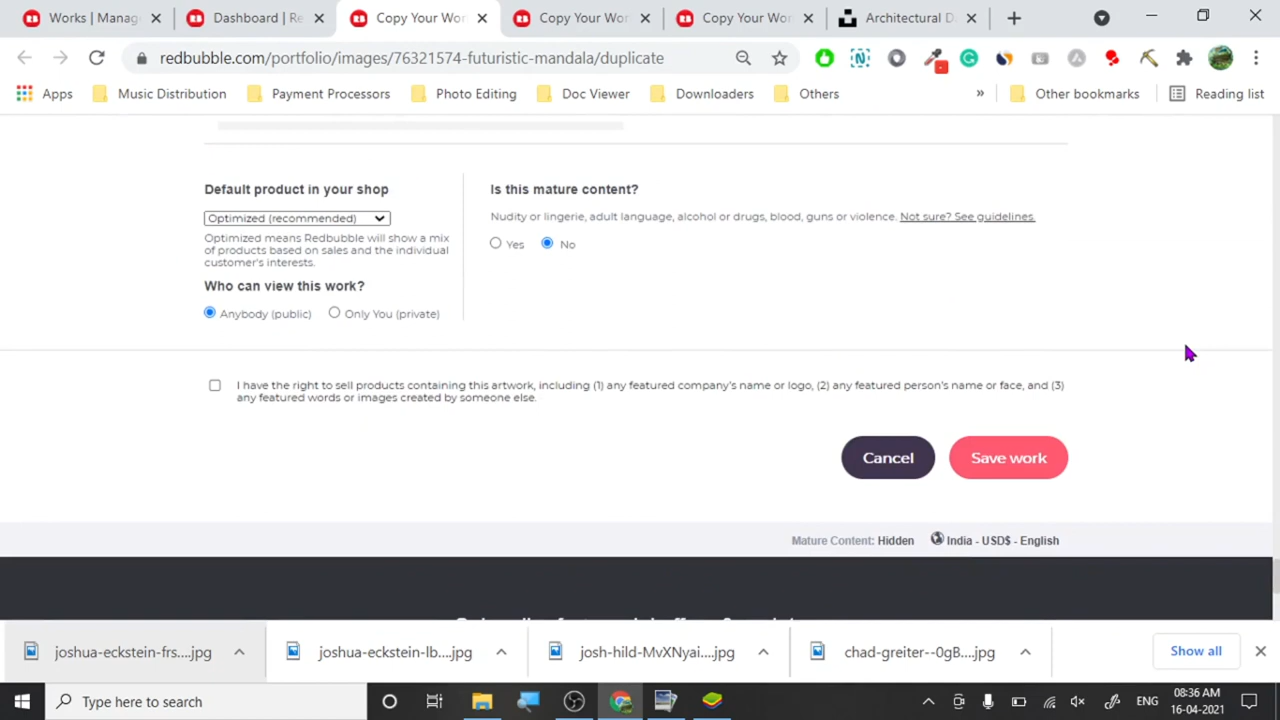 Works | Manag
Dashboard | Re
Copy Your Wor
Copy Your Wor
Copy Your Wor
Architectural D
redbubble.com/portfolio/images/76321574-futuristic-mandala/duplicate
Apps
Music Distribution
Payment Processors
Photo Editing
Doc Viewer
Downloaders
Others
»
Other bookmarks
Reading list
Default product in your shop
Optimized (recommended)
Optimized means Redbubble will show a mix
of products based on sales and the individual
customer's interests.
Who can view this work?
Anybody (public)
Only You (private)
Is this mature content?
Nudity or lingerie, adult language, alcohol or drugs, blood, guns or violence. Not sure? See guidelines.
Yes
No
I have the right to sell products containing this artwork, including (1) any featured company's name or logo, (2) any featured person's name or face, and (3)
any featured words or images created by someone else.
Cancel
Save work
Mature Content: Hidden
India - USD$ - English
joshua-eckstein-frs....jpg
joshua-eckstein-lb....jpg
josh-hild-MvXNyai....jpg
chad-greiter--0gB....jpg
Show all
Type here to search
ENG
08:36 AM
16-04-2021